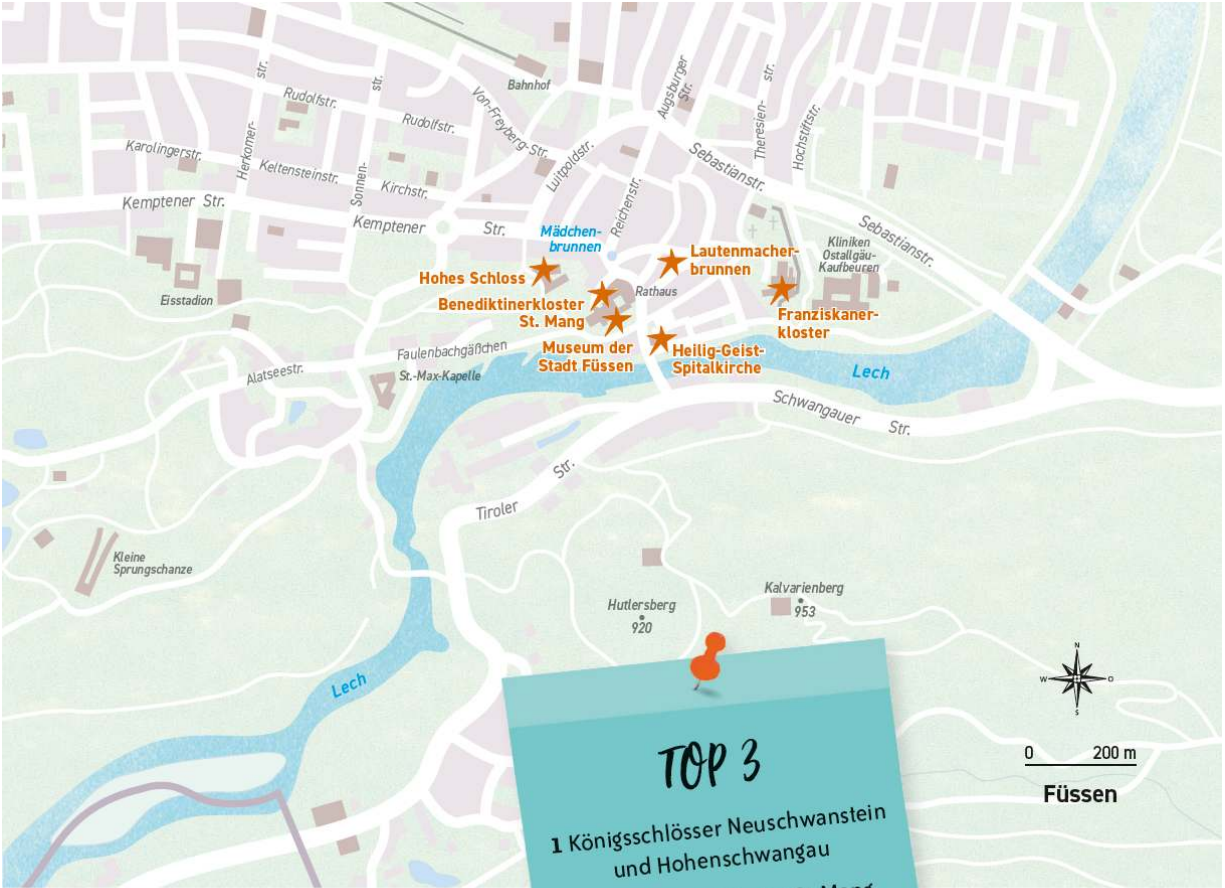 Bahnhof
Augsburger
Str.
Theresien-
str.
Hochstiftstr.
Herkomer-
str.
Rudolfstr.
Sonnen-
str.
Rudolfstr.
Von-Freyberg-Str.
Luitpoldstr.
Sebastianstr.
Karolingerstr.
Keltensteinstr.
Kirchstr.
Reichenstr.
Kemptener Str.
Kemptener
Str.
Mädchen-
brunnen
Sebastianstr.
Lautenmacher-
brunnen
Kliniken
Ostallgäu-
Kaufbeuren
Hohes Schloss
Eisstadion
Benediktinerkloster
St. Mang
Rathaus
Franziskaner-
kloster
Museum der
Stadt Füssen
Heilig-Geist-
Spitalkirche
Faulenbachgäßchen
Alatseestr.
St.-Max-Kapelle
Lech
Schwangauer
Str.
Tiroler
Str.
Kleine
Sprungschanze
Hutlersberg
920
Kalvarienberg
953
Lech
N
W
O
S
0 200 m
Füssen
TOP 3
1 Königsschlösser Neuschwanstein
und Hohenschwangau
Mang